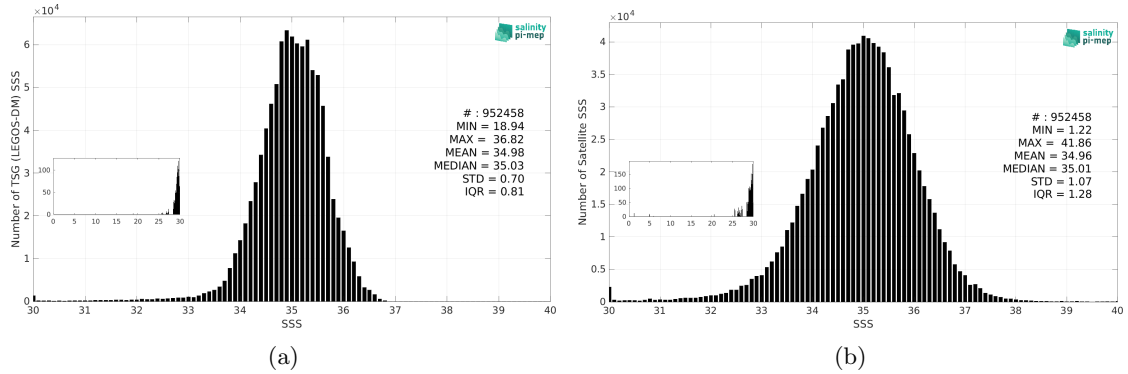 ×10⁴
salinity
pi-mep
Number of TSG (LEGOS-DM) SSS
6
5
4
3
2
1
0
# : 952458
MIN = 18.94
MAX = 36.82
MEAN = 34.98
MEDIAN = 35.03
STD = 0.70
IQR = 0.81
100
50
0
0 5 10 15 20 25 30
30 31 32 33 34 35 36 37 38 39 40
SSS
(a)
×10⁴
salinity
pi-mep
Number of Satellite SSS
4
3.5
3
2.5
2
1.5
1
0.5
0
# : 952458
MIN = 1.22
MAX = 41.86
MEAN = 34.96
MEDIAN = 35.01
STD = 1.07
IQR = 1.28
150
100
50
0
0 5 10 15 20 25 30
30 31 32 33 34 35 36 37 38 39 40
SSS
(b)